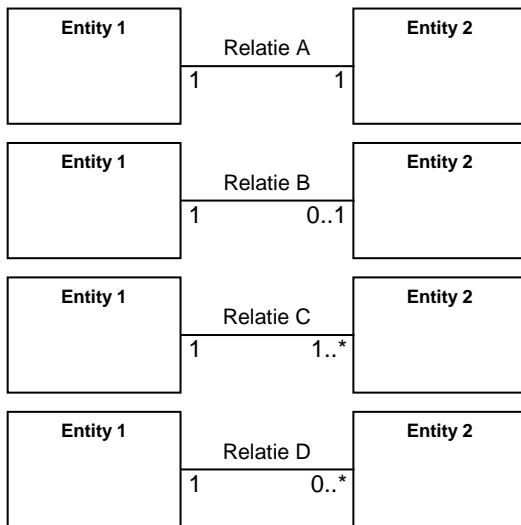 Entity 1
Relatie A
Entity 2
1 1
Entity 1
Relatie B
Entity 2
1 0..1
Entity 1
Relatie C
Entity 2
1 1..*
Entity 1
Relatie D
Entity 2
1 0..*